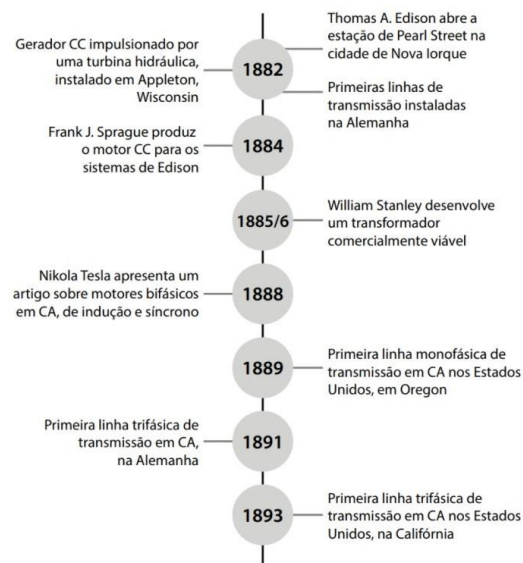 Thomas A. Edison abre a
estação de Pearl Street na
cidade de Nova Iorque
Gerador CC impulsionado por
uma turbina hidráulica,
instalado em Appleton,
Wisconsin
1882
Primeiras linhas de
transmissão instaladas
na Alemanha
Frank J. Sprague produz
o motor CC para os
sistemas de Edison
1884
1885/6
William Stanley desenvolve
um transformador
comercialmente viável
Nikola Tesla apresenta um
artigo sobre motores bifásicos
em CA, de indução e síncrono
1888
1889
Primeira linha monofásica de
transmissão em CA nos Estados
Unidos, em Oregon
Primeira linha trifásica de
transmissão em CA,
na Alemanha
1891
1893
Primeira linha trifásica de
transmissão em CA nos Estados
Unidos, na Califórnia